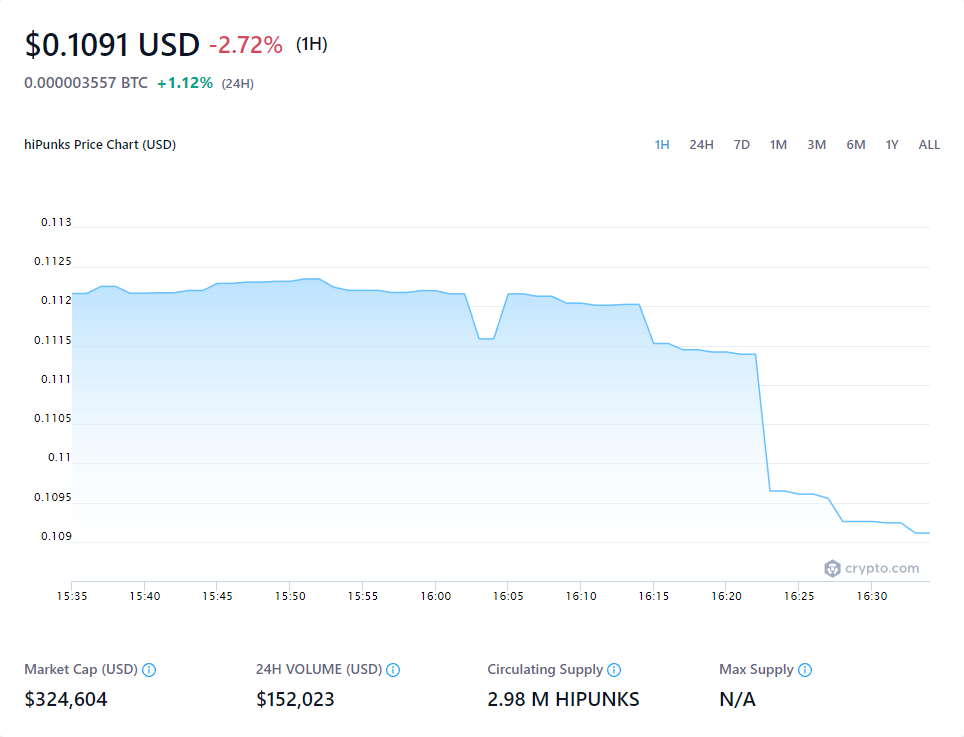 $0.1091 USD -2.72% (1H)
0.000003557 BTC +1.12% (24H)
hiPunks Price Chart (USD) 1H 24H 7D 1M 3M 6M 1Y ALL
0.113
0.1125
0.112
0.1115
0.111
0.1105
0.11
0.1095
0.109
crypto.com
15:35 15:40 15:45 15:50 15:55 16:00 16:05 16:10 16:15 16:20 16:25 16:30
Market Cap (USD) 24H VOLUME (USD) Circulating Supply Max Supply
$324,604 $152,023 2.98 M HIPUNKS N/A